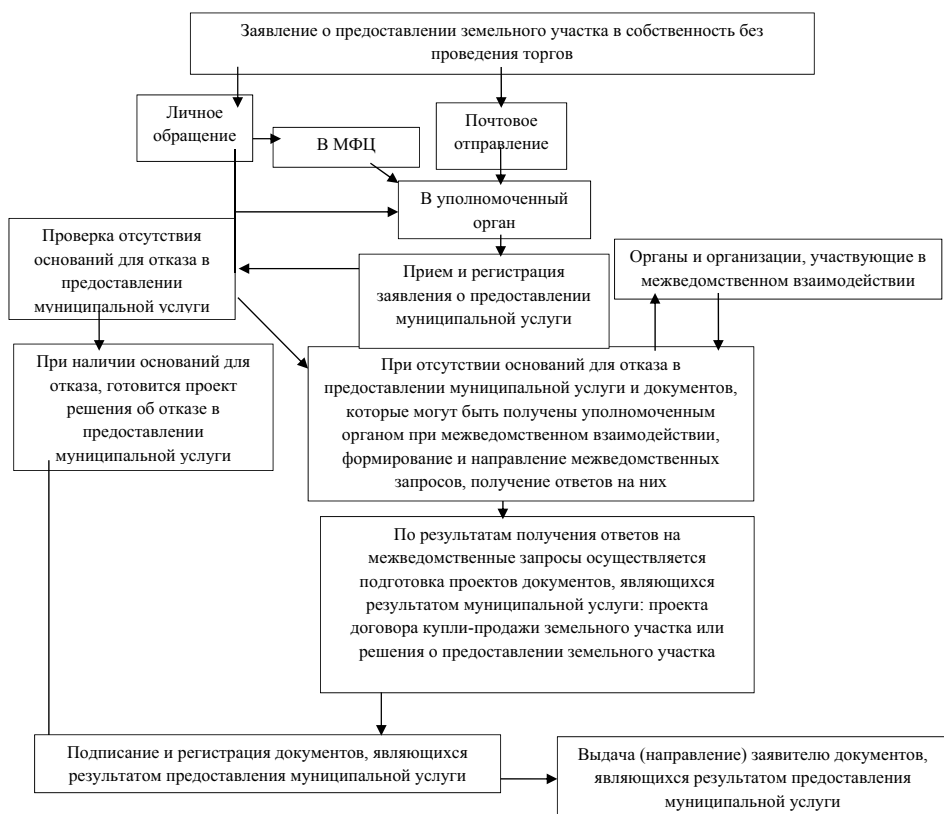 Заявление о предоставлении земельного участка в собственность без
проведения торгов
Личное
обращение
В МФЦ
Почтовое
отправление
В уполномоченный
орган
Проверка отсутствия
оснований для отказа в
предоставлении
муниципальной услуги
Прием и регистрация
заявления о предоставлении
муниципальной услуги
Органы и организации, участвующие в
межведомственном взаимодействии
При наличии оснований для
отказа, готовится проект
решения об отказе в
предоставлении
муниципальной услуги
При отсутствии оснований для отказа в
предоставлении муниципальной услуги и документов,
которые могут быть получены уполномоченным
органом при межведомственном взаимодействии,
формирование и направление межведомственных
запросов, получение ответов на них
По результатам получения ответов на
межведомственные запросы осуществляется
подготовка проектов документов, являющихся
результатом муниципальной услуги: проекта
договора купли-продажи земельного участка или
решения о предоставлении земельного участка
Подписание и регистрация документов, являющихся
результатом предоставления муниципальной услуги
Выдача (направление) заявителю документов,
являющихся результатом предоставления
муниципальной услуги